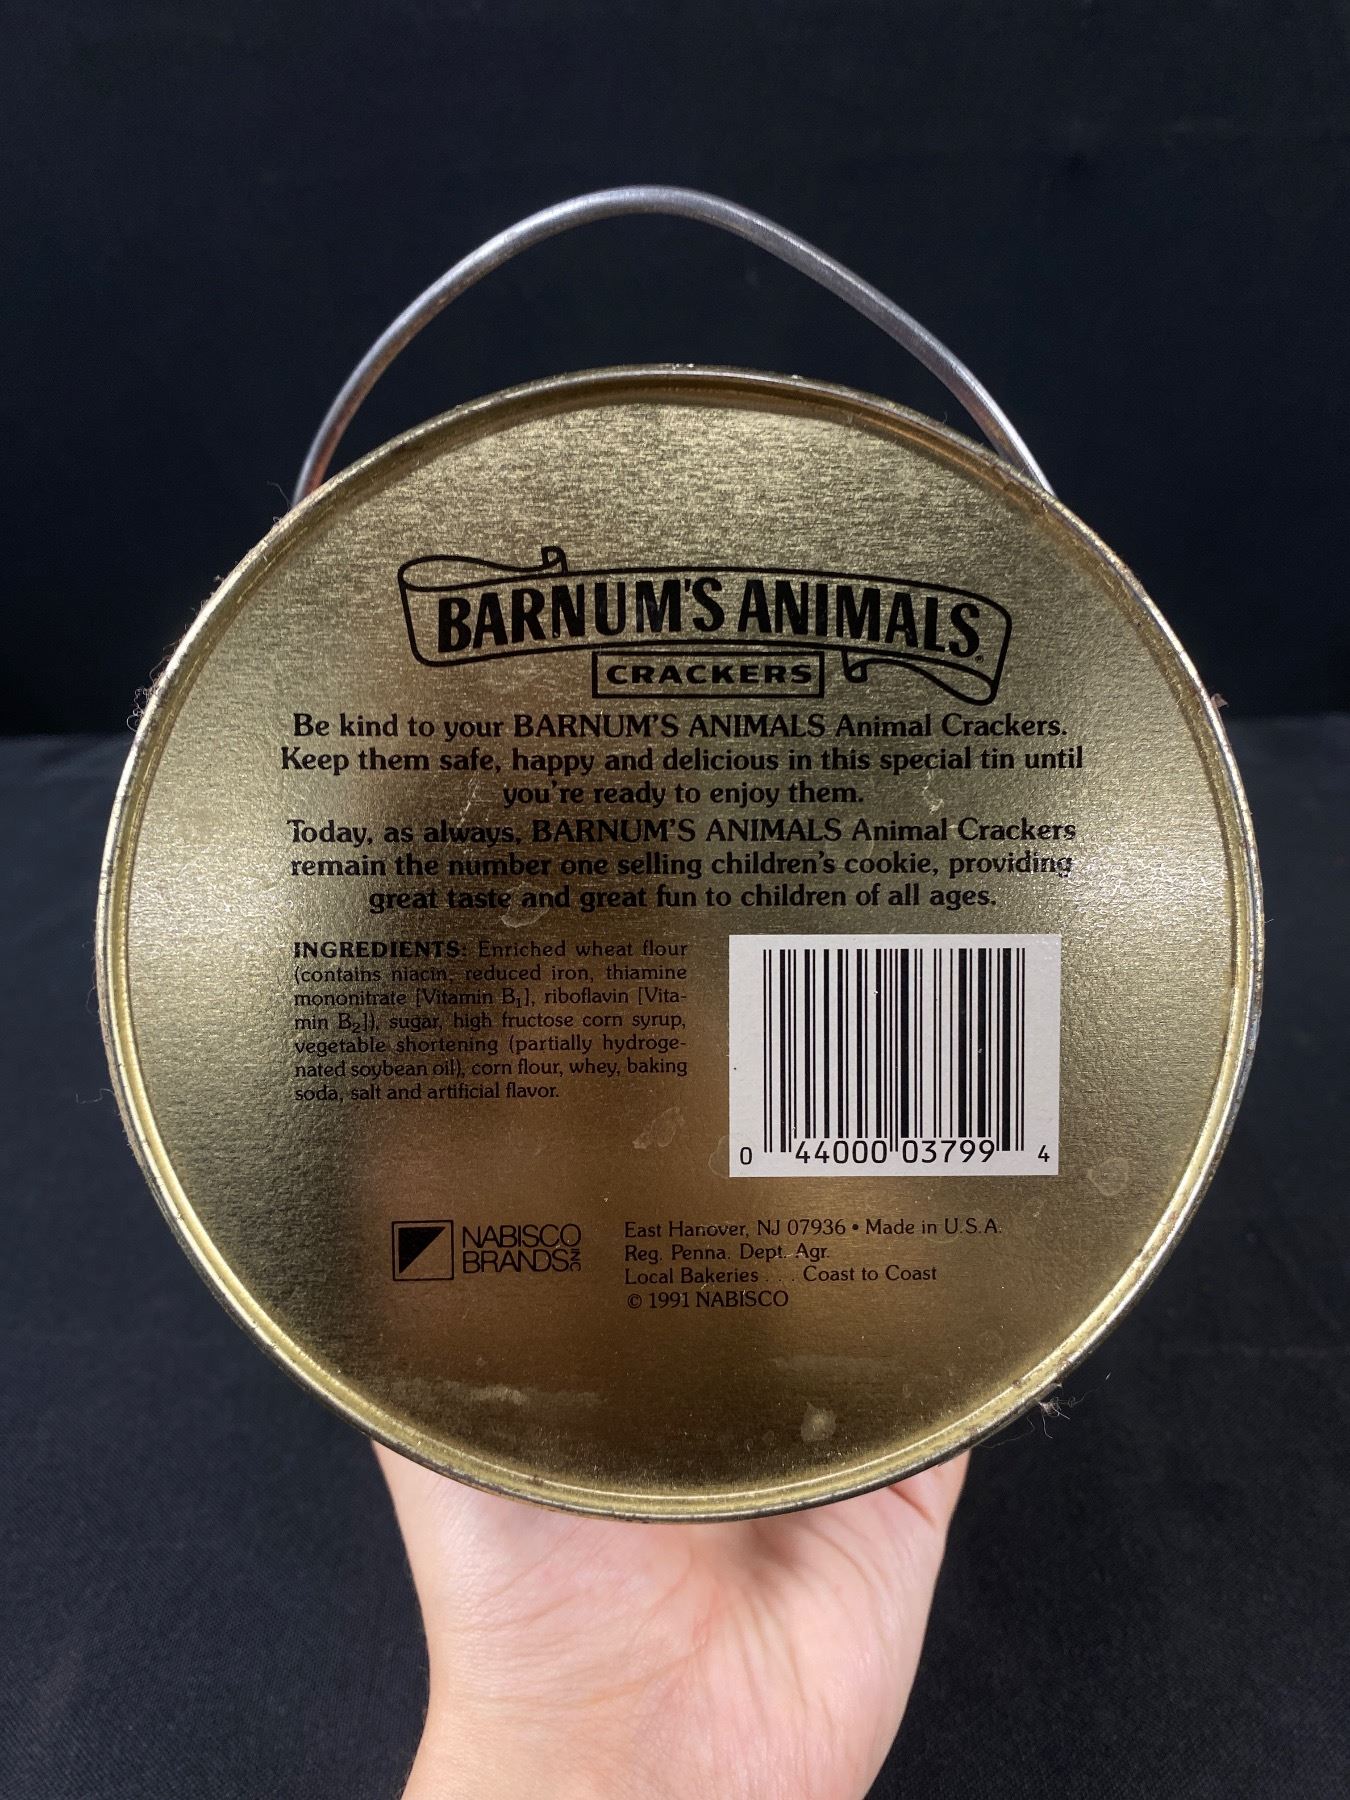 BARNUM'S ANIMALS®
CRACKERS
Be kind to your BARNUM'S ANIMALS Animal Crackers.
Keep them safe, happy and delicious in this special tin until
you're ready to enjoy them.
Today, as always, BARNUM'S ANIMALS Animal Crackers
remain the number one selling children's cookie, providing
great taste and great fun to children of all ages.
INGREDIENTS: Enriched wheat flour
(contains niacin, reduced iron, thiamine
mononitrate [Vitamin B₁], riboflavin [Vita-
min B₂]), sugar, high fructose corn syrup,
vegetable shortening (partially hydroge-
nated soybean oil), corn flour, whey, baking
soda, salt and artificial flavor.
0 44000 03799 4
NABISCO
BRANDS INC
East Hanover, NJ 07936 • Made in U.S.A.
Reg. Penna. Dept. Agr.
Local Bakeries . . . Coast to Coast
© 1991 NABISCO